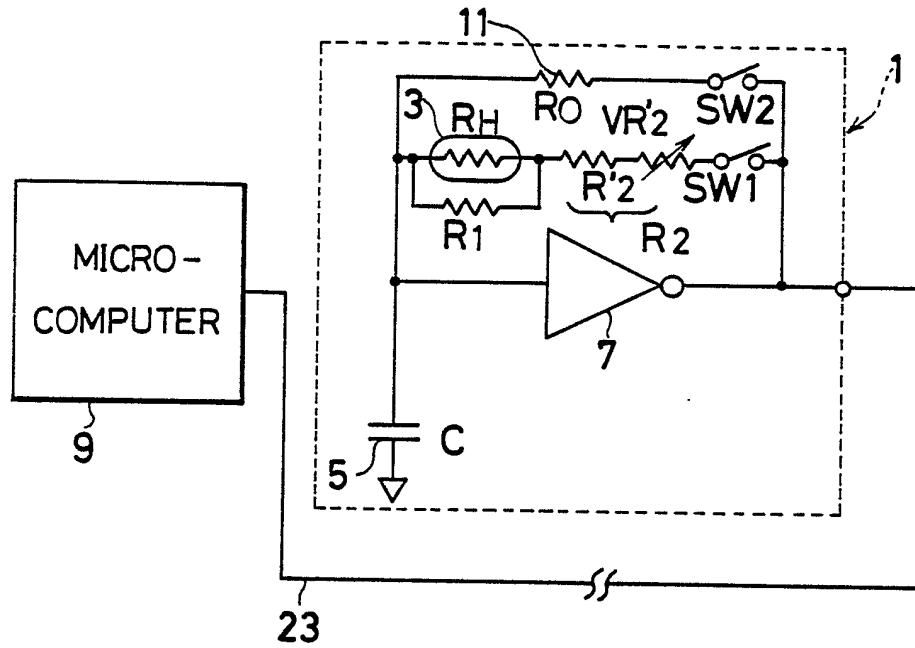 11
1
3
RH
RO
VR'2
SW2
R1
R'2
SW1
R2
MICRO-
COMPUTER
7
9
5
C
23